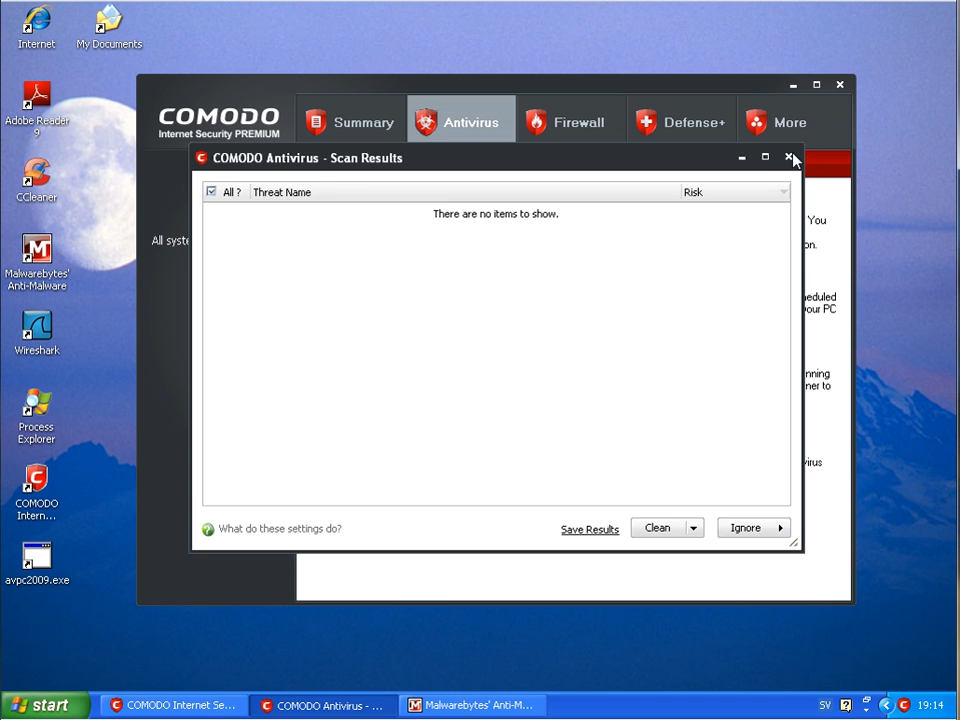 Internet
My Documents
Adobe Reader
9
CCleaner
Malwarebytes'
Anti-Malware
Wireshark
Process
Explorer
COMODO
Intern...
avpc2009.exe
COMODO
Internet Security PREMIUM
Summary
Antivirus
Firewall
Defense+
More
COMODO Antivirus - Scan Results
All ?
Threat Name
Risk
There are no items to show.
You
on.
All syste
eduled
our PC
nning
ner to
virus
What do these settings do?
Save Results
Clean
Ignore
start
COMODO Internet Se...
COMODO Antivirus - ...
Malwarebytes' Anti-M...
SV
19:14